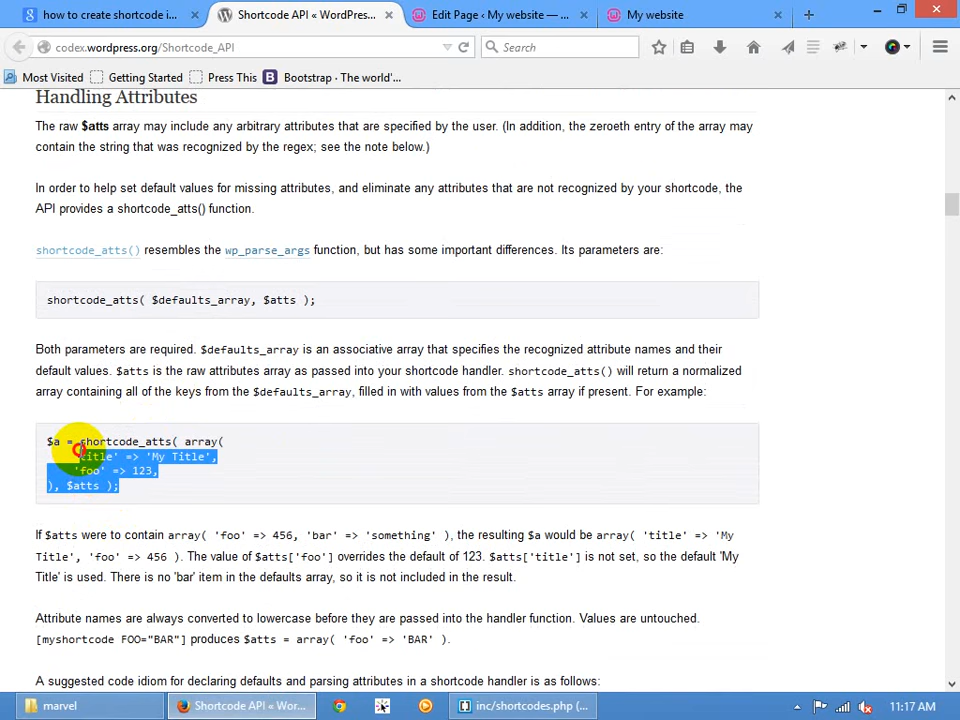 how to create shortcode i...
Shortcode API « WordPres...
Edit Page ‹ My website — ...
My website
codex.wordpress.org/Shortcode_API
Search
Most Visited
Getting Started
Press This
Bootstrap · The world'...
Handling Attributes
The raw $atts array may include any arbitrary attributes that are specified by the user. (In addition, the zeroeth entry of the array may
contain the string that was recognized by the regex; see the note below.)
In order to help set default values for missing attributes, and eliminate any attributes that are not recognized by your shortcode, the
API provides a shortcode_atts() function.
shortcode_atts() resembles the wp_parse_args function, but has some important differences. Its parameters are:
shortcode_atts( $defaults_array, $atts );
Both parameters are required. $defaults_array is an associative array that specifies the recognized attribute names and their
default values. $atts is the raw attributes array as passed into your shortcode handler. shortcode_atts() will return a normalized
array containing all of the keys from the $defaults_array, filled in with values from the $atts array if present. For example:
$a = shortcode_atts( array(
'title' => 'My Title',
'foo' => 123,
), $atts );
If $atts were to contain array( 'foo' => 456, 'bar' => 'something' ), the resulting $a would be array( 'title' => 'My
Title', 'foo' => 456 ). The value of $atts['foo'] overrides the default of 123. $atts['title'] is not set, so the default 'My
Title' is used. There is no 'bar' item in the defaults array, so it is not included in the result.
Attribute names are always converted to lowercase before they are passed into the handler function. Values are untouched.
[myshortcode FOO="BAR"] produces $atts = array( 'foo' => 'BAR' ).
A suggested code idiom for declaring defaults and parsing attributes in a shortcode handler is as follows:
marvel
Shortcode API « Wor...
inc/shortcodes.php (...
11:17 AM